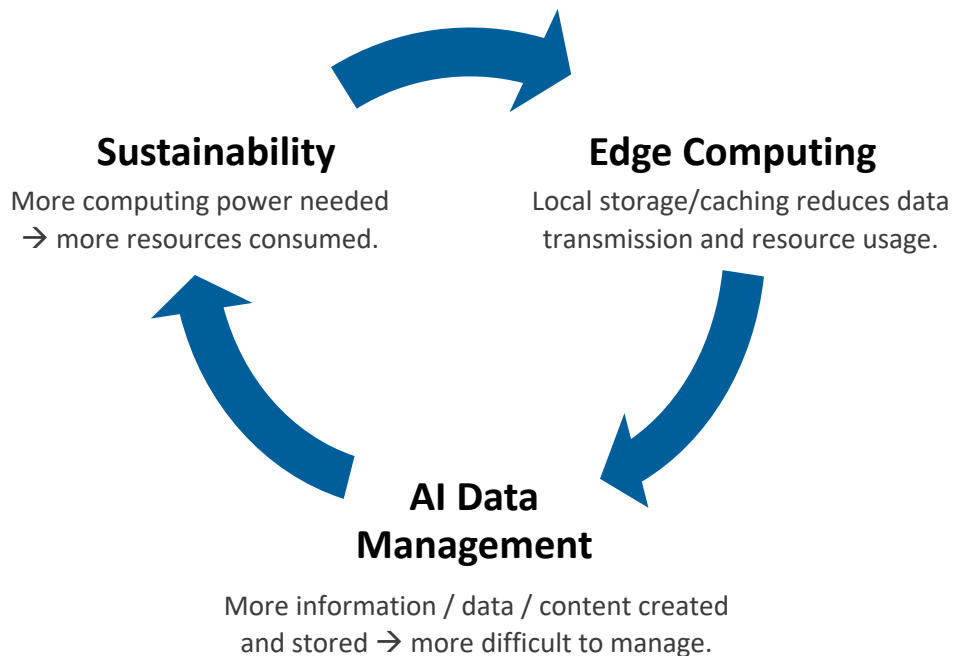 Sustainability
More computing power needed
→ more resources consumed.
Edge Computing
Local storage/caching reduces data
transmission and resource usage.
AI Data
Management
More information / data / content created
and stored → more difficult to manage.